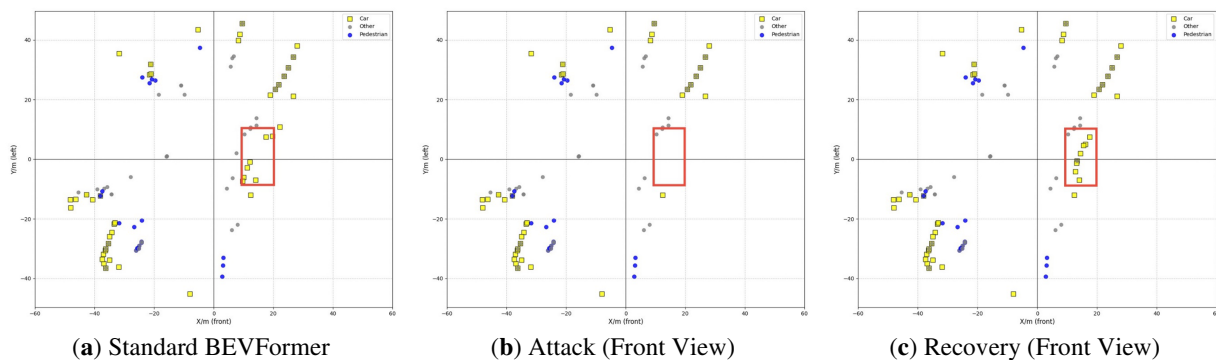 Car
Other
Pedestrian
40
20
0
−20
−40
−60
−40
−20
0
20
40
60
Y/m (left)
X/m (front)
(a) Standard BEVFormer
Car
Other
Pedestrian
40
20
0
−20
−40
−60
−40
−20
0
20
40
60
Y/m (left)
X/m (front)
(b) Attack (Front View)
Car
Other
Pedestrian
40
20
0
−20
−40
−60
−40
−20
0
20
40
60
Y/m (left)
X/m (front)
(c) Recovery (Front View)